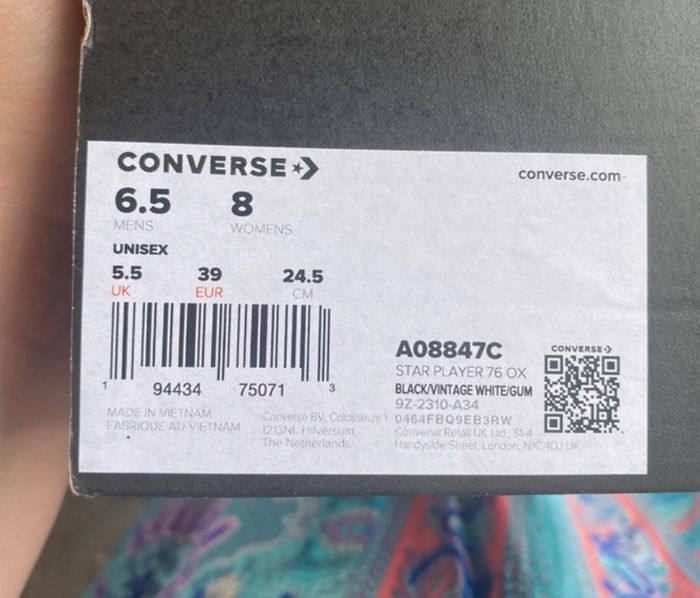 CONVERSE
converse.com
6.5 8
MENS WOMENS
UNISEX
5.5 39 24.5
UK EUR CM
1 94434 75071 3
MADE IN VIETNAM
FABRIQUE AU VIETNAM
Converse BV, Colosseum 1
1213NL Hilversum,
The Netherlands
A08847C
STAR PLAYER 76 OX
BLACK/VINTAGE WHITE/GUM
9Z-2310-A34
0464FBQ9EB3RW
Converse Retail UK Ltd., S1-4
Handyside Street, London, N1C 4DJ UK
CONVERSE